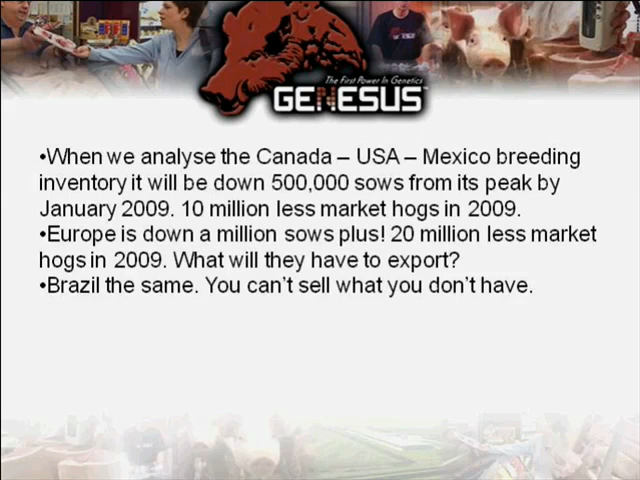 The First Power In Genetics
GENESUS™
•When we analyse the Canada – USA – Mexico breeding
inventory it will be down 500,000 sows from its peak by
January 2009. 10 million less market hogs in 2009.
•Europe is down a million sows plus! 20 million less market
hogs in 2009. What will they have to export?
•Brazil the same. You can't sell what you don't have.